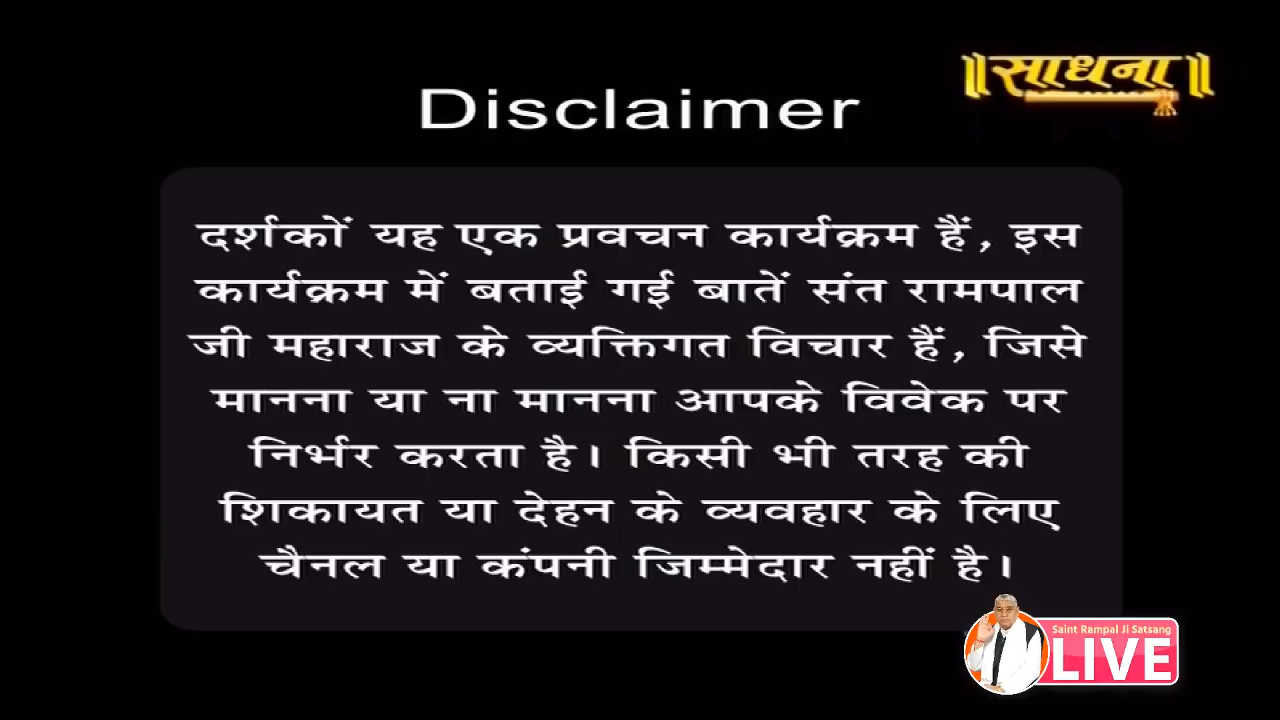 ॥साधना॥
Disclaimer
दर्शकों यह एक प्रवचन कार्यक्रम हैं, इस
कार्यक्रम में बताई गई बातें संत रामपाल
जी महाराज के व्यक्तिगत विचार हैं, जिसे
मानना या ना मानना आपके विवेक पर
निर्भर करता है। किसी भी तरह की
शिकायत या देहन के व्यवहार के लिए
चैनल या कंपनी जिम्मेदार नहीं है।
Saint Rampal Ji Satsang
LIVE